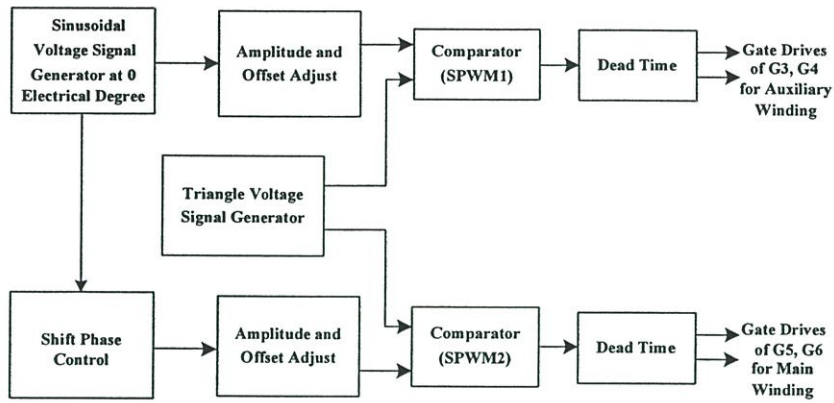 Sinusoidal
Voltage Signal
Generator at 0
Electrical Degree
Amplitude and
Offset Adjust
Comparator
(SPWM1)
Dead Time
Gate Drives
of G3, G4
for Auxiliary
Winding
Triangle Voltage
Signal Generator
Shift Phase
Control
Amplitude and
Offset Adjust
Comparator
(SPWM2)
Dead Time
Gate Drives
of G5, G6
for Main
Winding